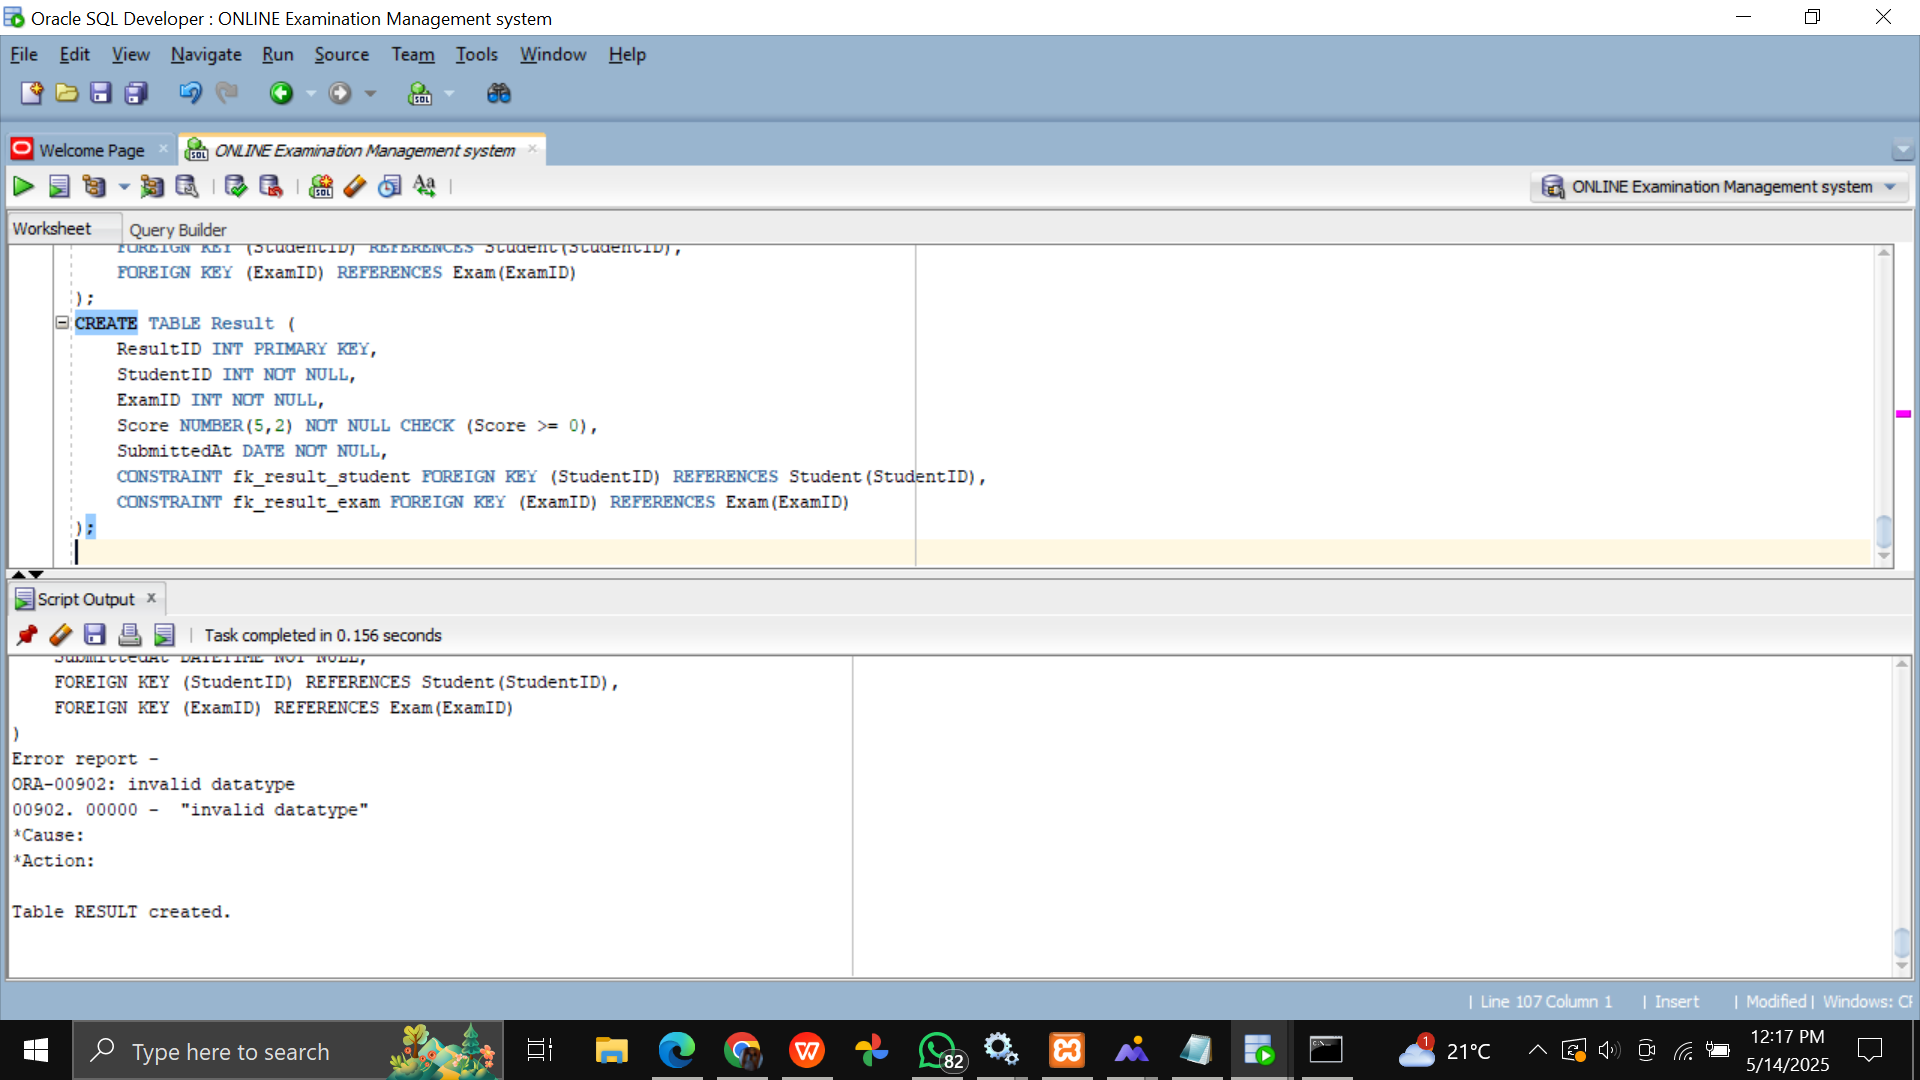 Oracle SQL Developer : ONLINE Examination Management system
File Edit View Navigate Run Source Team Tools Window Help
Welcome Page
ONLINE Examination Management system
ONLINE Examination Management system
Worksheet Query Builder
FOREIGN KEY (StudentID) REFERENCES Student(StudentID),
FOREIGN KEY (ExamID) REFERENCES Exam(ExamID)
);
CREATE TABLE Result (
ResultID INT PRIMARY KEY,
StudentID INT NOT NULL,
ExamID INT NOT NULL,
Score NUMBER(5,2) NOT NULL CHECK (Score >= 0),
SubmittedAt DATE NOT NULL,
CONSTRAINT fk_result_student FOREIGN KEY (StudentID) REFERENCES Student(StudentID),
CONSTRAINT fk_result_exam FOREIGN KEY (ExamID) REFERENCES Exam(ExamID)
);
Script Output x
Task completed in 0.156 seconds
SubmittedAt DATETIME NOT NULL,
FOREIGN KEY (StudentID) REFERENCES Student(StudentID),
FOREIGN KEY (ExamID) REFERENCES Exam(ExamID)
)
Error report -
ORA-00902: invalid datatype
00902. 00000 - "invalid datatype"
*Cause:
*Action:
Table RESULT created.
| Line 107 Column 1 | Insert | Modified | Windows: CF
Type here to search
82
1
21°C
12:17 PM
5/14/2025